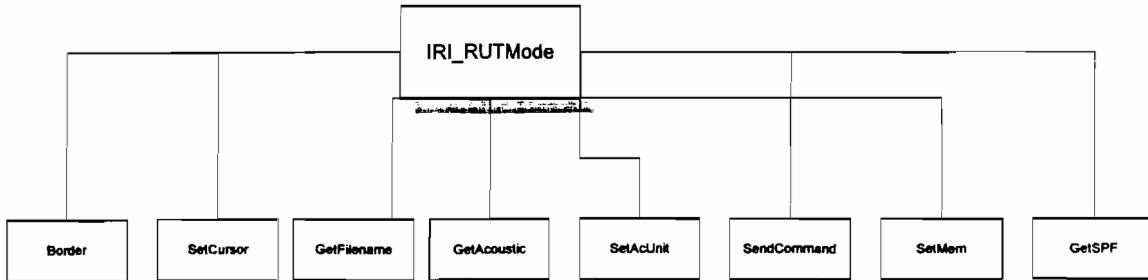 IRI_RUTMode
Border
SetCursor
GetFilename
GetAcoustic
SetAcUnit
SendCommand
SetMem
GetSPF